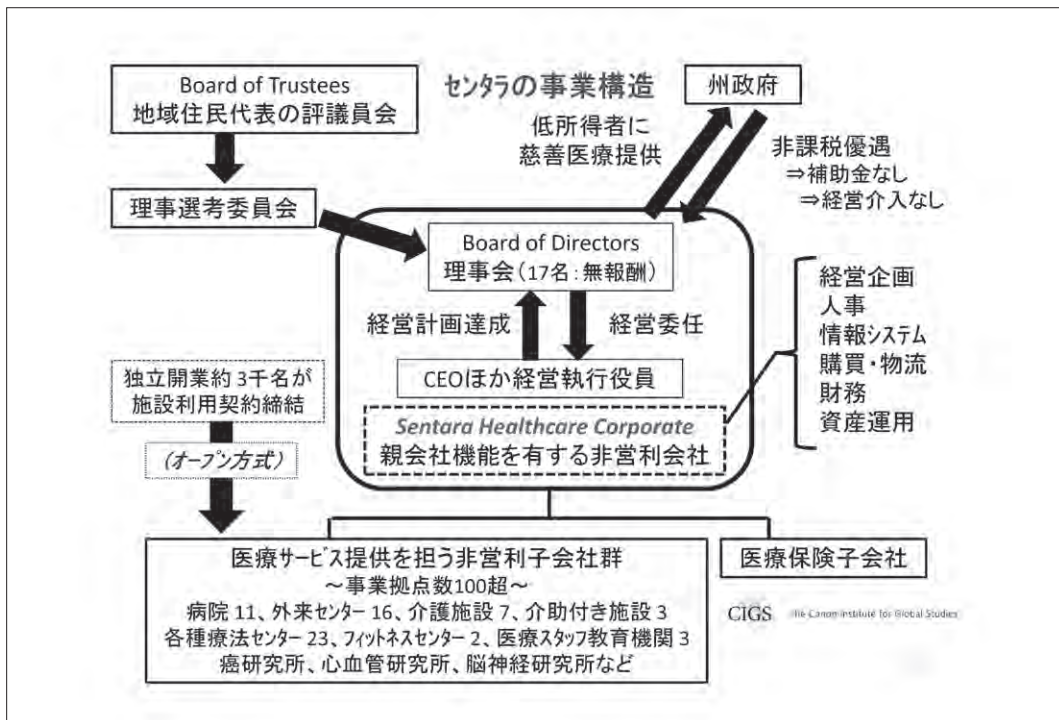 Board of Trustees
地域住民代表の評議員会
センタラの事業構造
州政府
低所得者に
慈善医療提供
非課税優遇
⇒補助金なし
⇒経営介入なし
理事選考委員会
Board of Directors
理事会(17名:無報酬)
経営計画達成
経営委任
CEOほか経営執行役員
Sentara Healthcare Corporate
親会社機能を有する非営利会社
経営企画
人事
情報システム
購買・物流
財務
資産運用
独立開業約3千名が
施設利用契約締結
(オープン方式)
医療サービス提供を担う非営利子会社群
~事業拠点数100超~
病院 11、外来センター 16、介護施設 7、介助付き施設 3
各種療法センター 23、フィットネスセンター 2、医療スタッフ教育機関 3
癌研究所、心血管研究所、脳神経研究所など
医療保険子会社
CIGS The Canon Institute for Global Studies